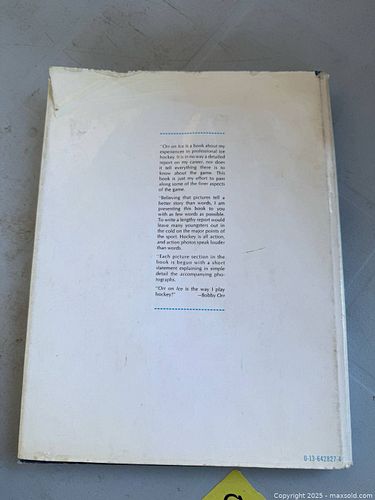 "Orr on Ice is a book about my
experiences in professional ice
hockey. It is in no way a detailed
report on my career, nor does
it tell everything there is to
know about the game. This
book is just my effort to pass
along some of the finer aspects
of the game.
"Believing that pictures tell a
better story than words, I am
presenting this book to you
with as few words as possible.
To write a lengthy report would
leave many youngsters out in
the cold on the major points of
the sport. Hockey is all action,
and action photos speak louder
than words.
"Each picture section in the
book is begun with a short
statement explaining in simple
detail the accompanying pho-
tographs.
"Orr on Ice is the way I play
hockey!" —Bobby Orr
0-13-642827-4
Copyright 2025 - maxsold.com